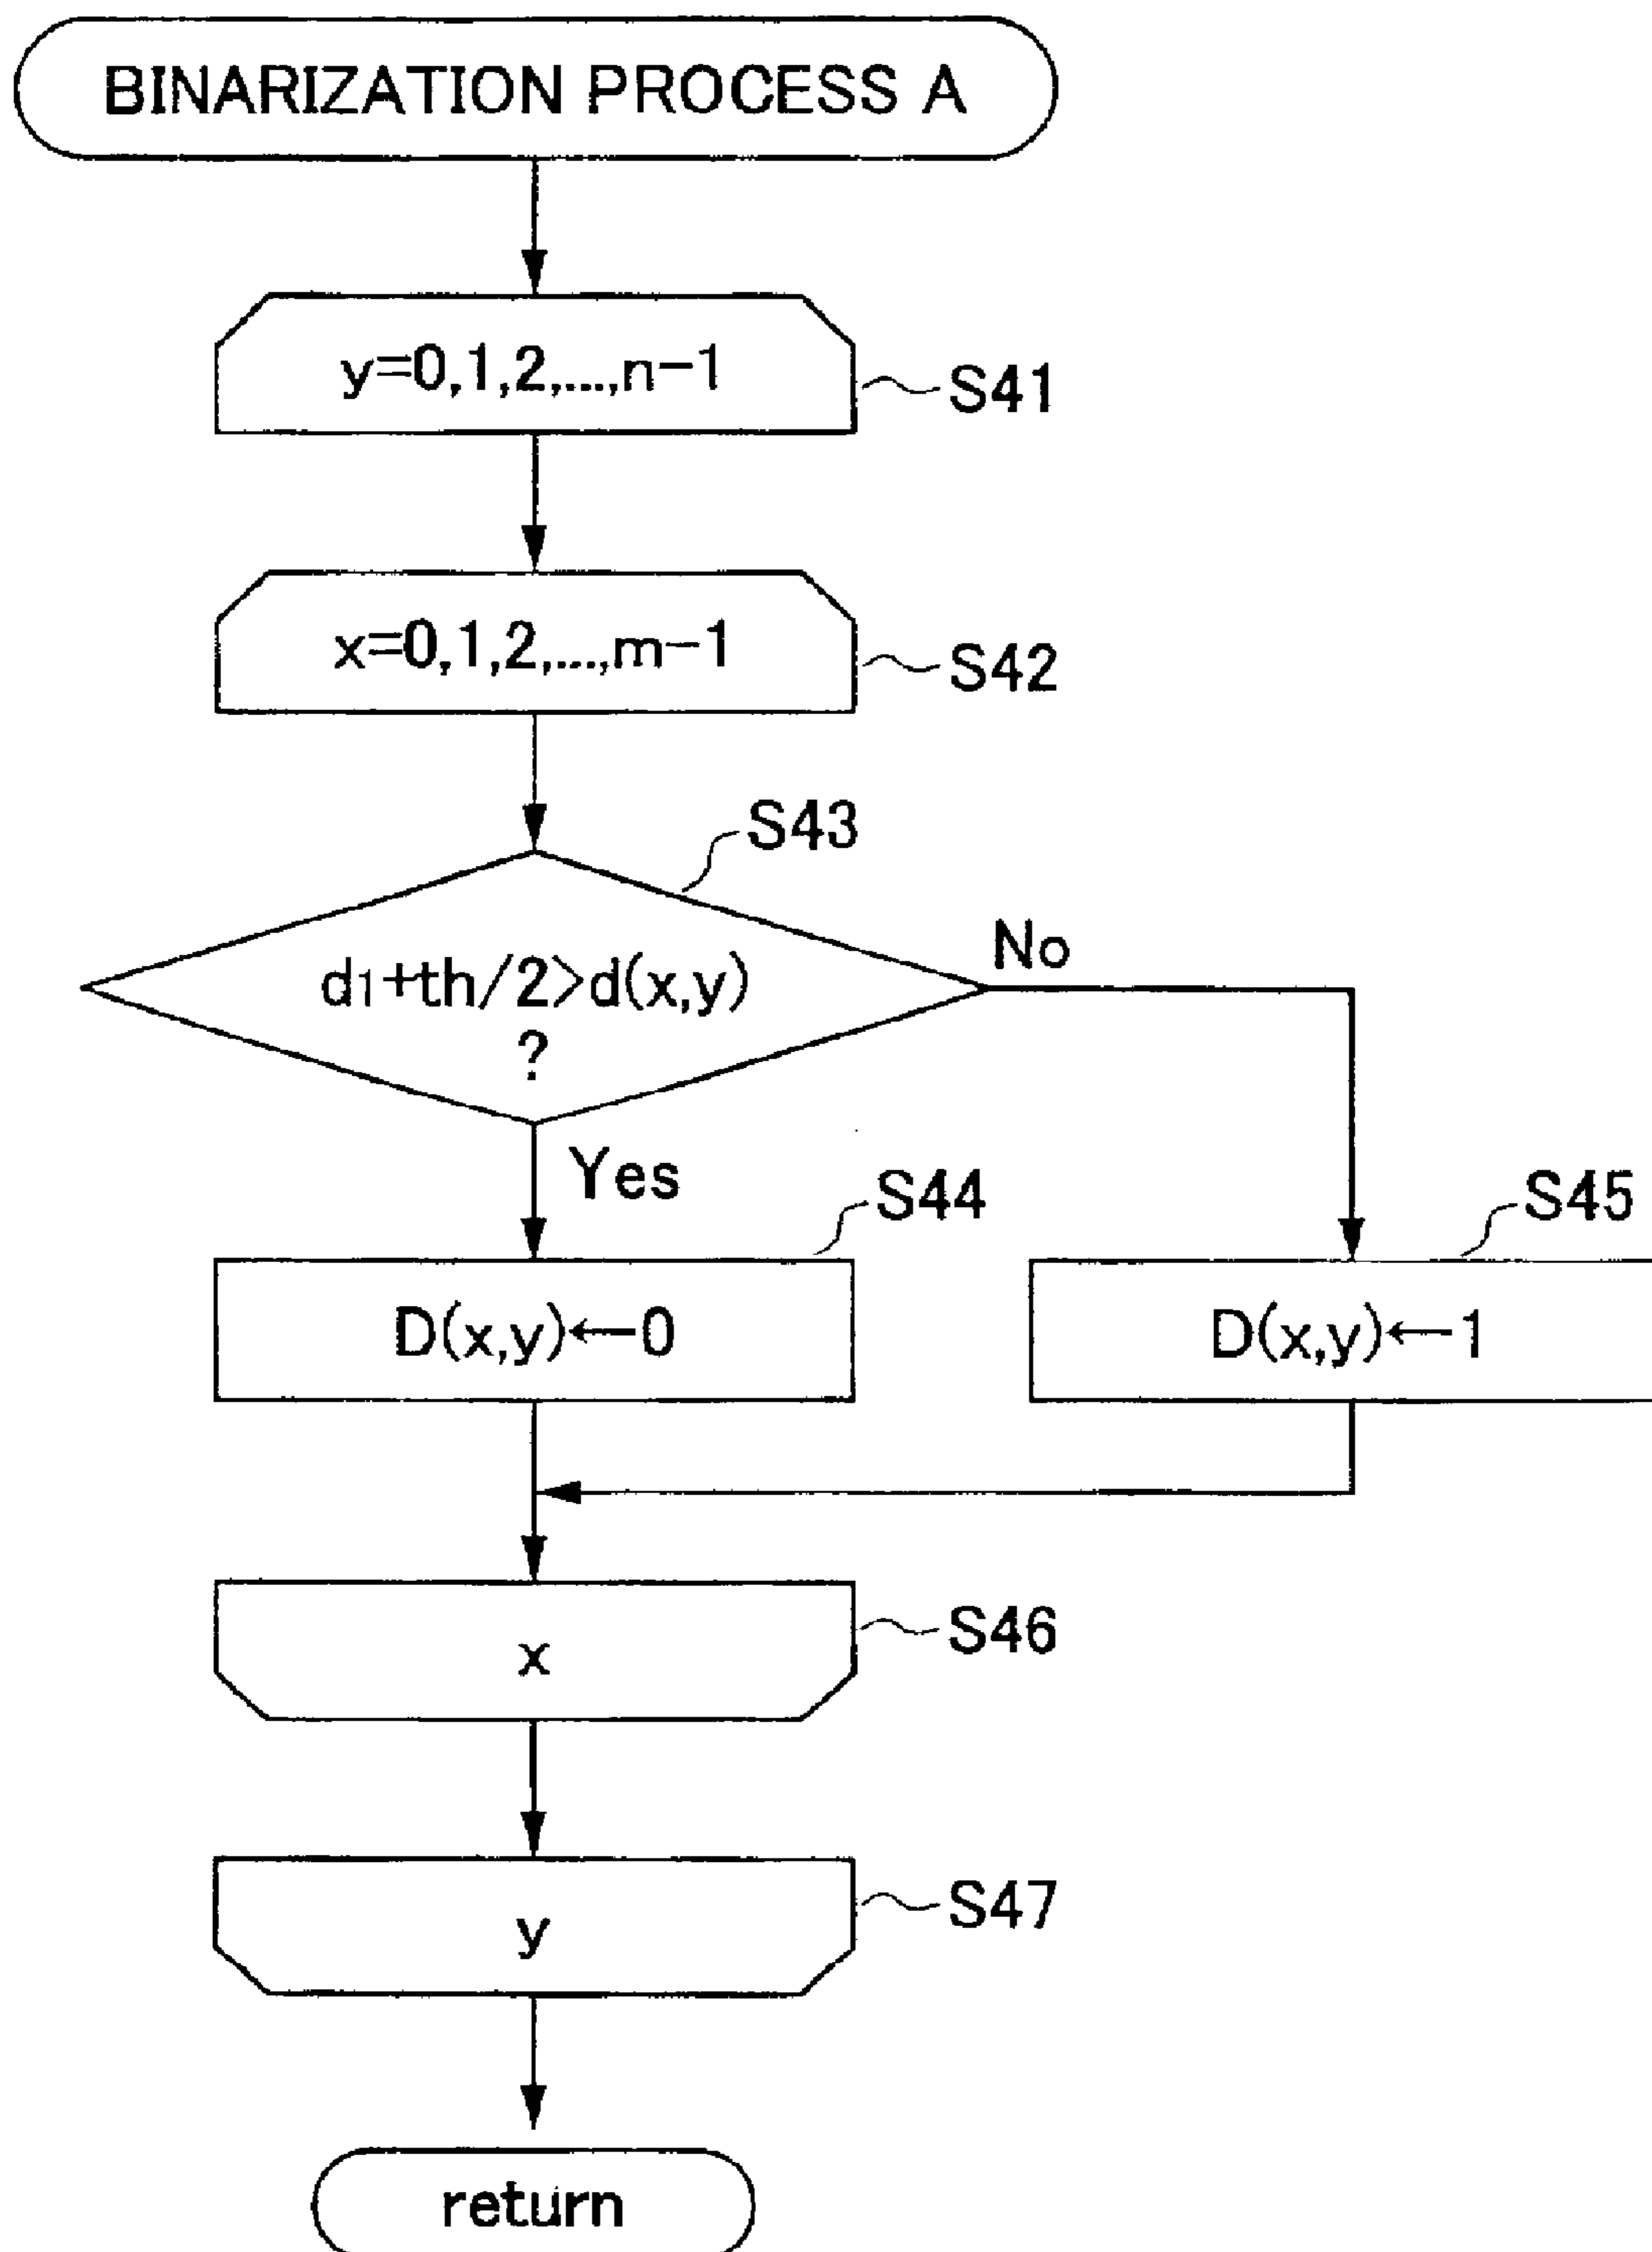 BINARIZATION PROCESS A
y=0,1,2,...,n-1
S41
x=0,1,2,...,m-1
S42
S43
d1+th/2>d(x,y)
?
No
Yes
S44
S45
D(x,y)←0
D(x,y)←1
x
S46
y
S47
return